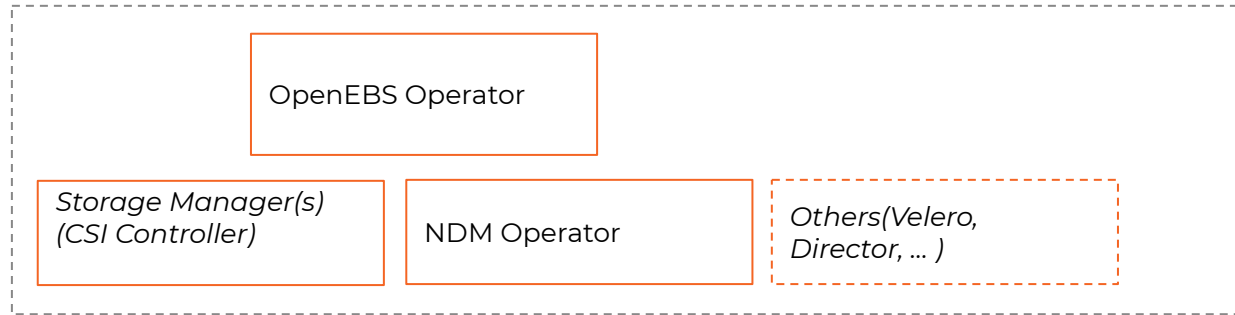 OpenEBS Operator
Storage Manager(s)
(CSI Controller)
NDM Operator
Others(Velero,
Director, ... )